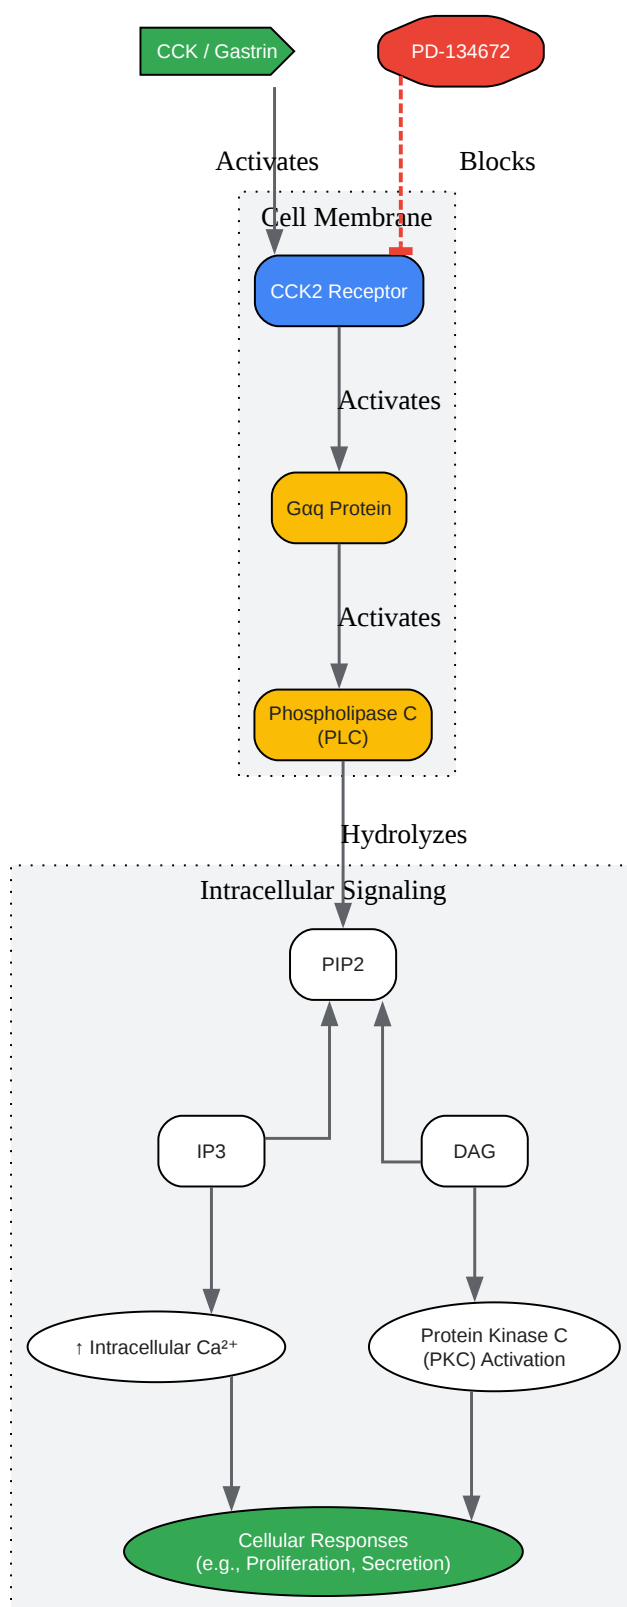 CCK / Gastrin
PD-134672
Activates
Blocks
Cell Membrane
CCK2 Receptor
Activates
Gαq Protein
Activates
Phospholipase C
(PLC)
Hydrolyzes
Intracellular Signaling
PIP2
IP3
DAG
↑ Intracellular Ca²⁺
Protein Kinase C
(PKC) Activation
Cellular Responses
(e.g., Proliferation, Secretion)